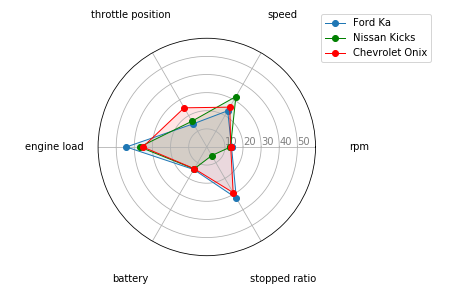 throttle position
speed
Ford Ka
Nissan Kicks
Chevrolet Onix
engine load
10 20 30 40 50
rpm
battery
stopped ratio